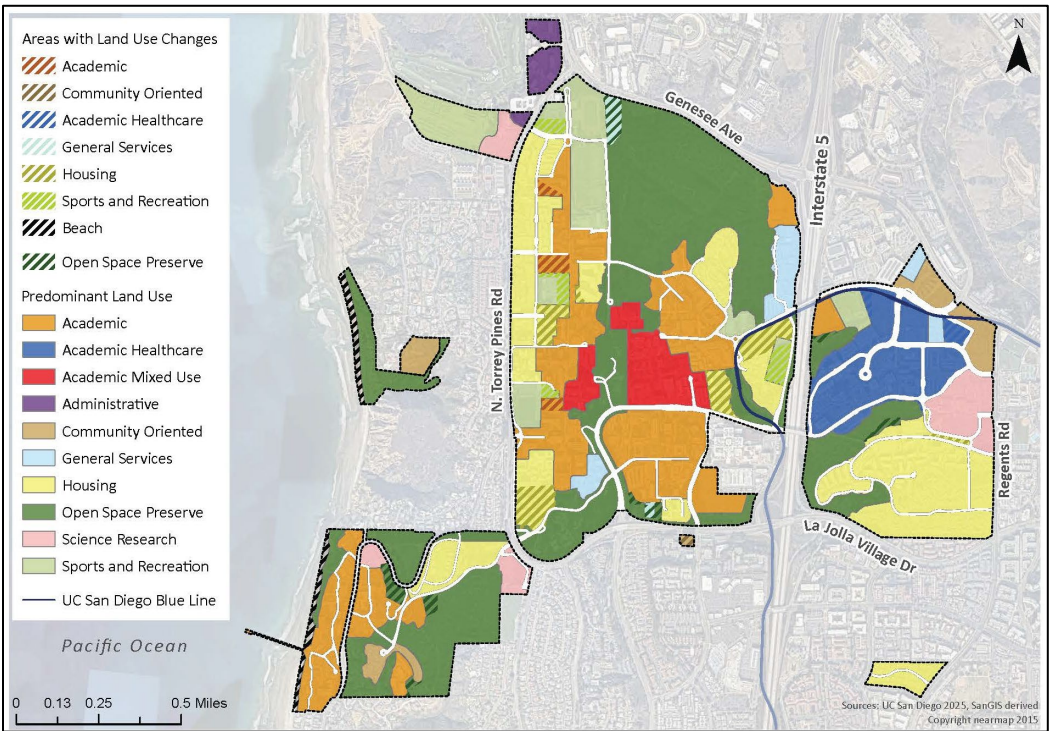 Areas with Land Use Changes
Academic
Community Oriented
Academic Healthcare
General Services
Housing
Sports and Recreation
Beach
Open Space Preserve
Predominant Land Use
Academic
Academic Healthcare
Academic Mixed Use
Administrative
Community Oriented
General Services
Housing
Open Space Preserve
Science Research
Sports and Recreation
UC San Diego Blue Line
Pacific Ocean
0 0.13 0.25 0.5 Miles
N
Genesee Ave
Interstate 5
N. Torrey Pines Rd
Regents Rd
La Jolla Village Dr
Sources: UC San Diego 2025, SanGIS derived
Copyright nearmap 2015